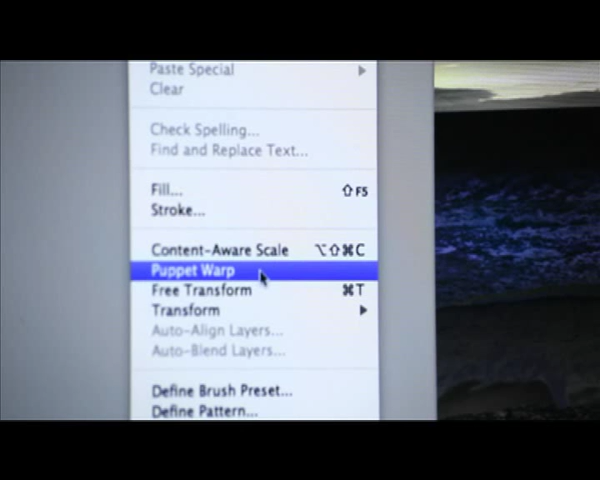 Paste Special
Clear
Check Spelling...
Find and Replace Text...
Fill... ⇧F5
Stroke...
Content-Aware Scale ⌥⇧⌘C
Puppet Warp
Free Transform ⌘T
Transform
Auto-Align Layers...
Auto-Blend Layers...
Define Brush Preset...
Define Pattern...